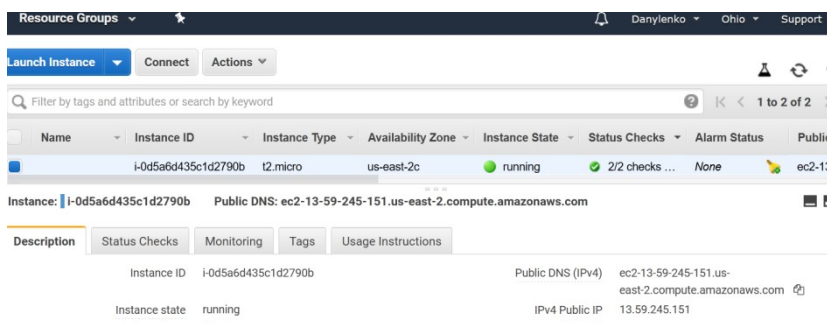 Resource Groups Danylenko Ohio Support
Launch Instance Connect Actions
Filter by tags and attributes or search by keyword 1 to 2 of 2
Name Instance ID Instance Type Availability Zone Instance State Status Checks Alarm Status Public
i-0d5a6d435c1d2790b t2.micro us-east-2c running 2/2 checks ... None ec2-13
Instance: i-0d5a6d435c1d2790b Public DNS: ec2-13-59-245-151.us-east-2.compute.amazonaws.com
Description Status Checks Monitoring Tags Usage Instructions
Instance ID i-0d5a6d435c1d2790b Public DNS (IPv4) ec2-13-59-245-151.us-
east-2.compute.amazonaws.com
Instance state running IPv4 Public IP 13.59.245.151